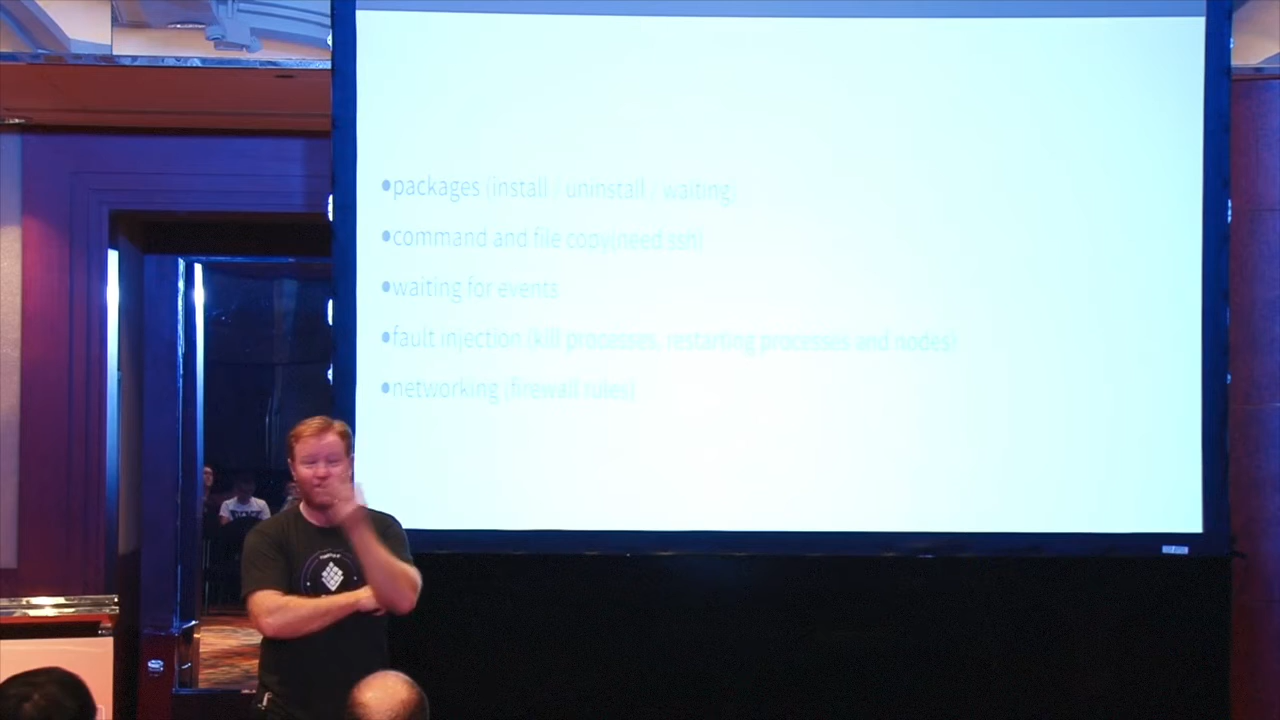 •packages (install / uninstall / waiting)
•command and file copy(need ssh)
•waiting for events
•fault injection (kill processes, restarting processes and nodes)
•networking (firewall rules)